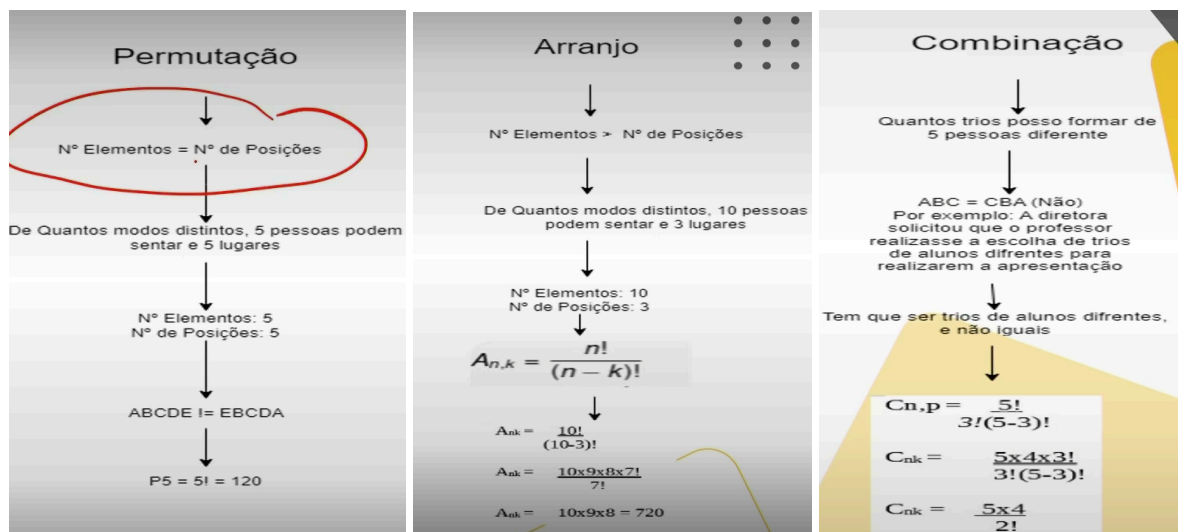 Permutação
Nº Elementos = Nº de Posições
De Quantos modos distintos, 5 pessoas podem
sentar e 5 lugares
Nº Elementos: 5
Nº de Posições: 5
ABCDE != EBCDA
P5 = 5! = 120
Arranjo
Nº Elementos > Nº de Posições
De Quantos modos distintos, 10 pessoas
podem sentar e 3 lugares
Nº Elementos: 10
Nº de Posições: 3
An,k = n!
(n − k)!
Ank = 10!
(10-3)!
Ank = 10x9x8x7!
7!
Ank = 10x9x8 = 720
Combinação
Quantos trios posso formar de
5 pessoas diferente
ABC = CBA (Não)
Por exemplo: A diretora
solicitou que o professor
realizasse a escolha de trios
de alunos difrentes para
realizarem a apresentação
Tem que ser trios de alunos difrentes,
e não iguais
Cn,p = 5!
3!(5-3)!
Cnk = 5x4x3!
3!(5-3)!
Cnk = 5x4
2!